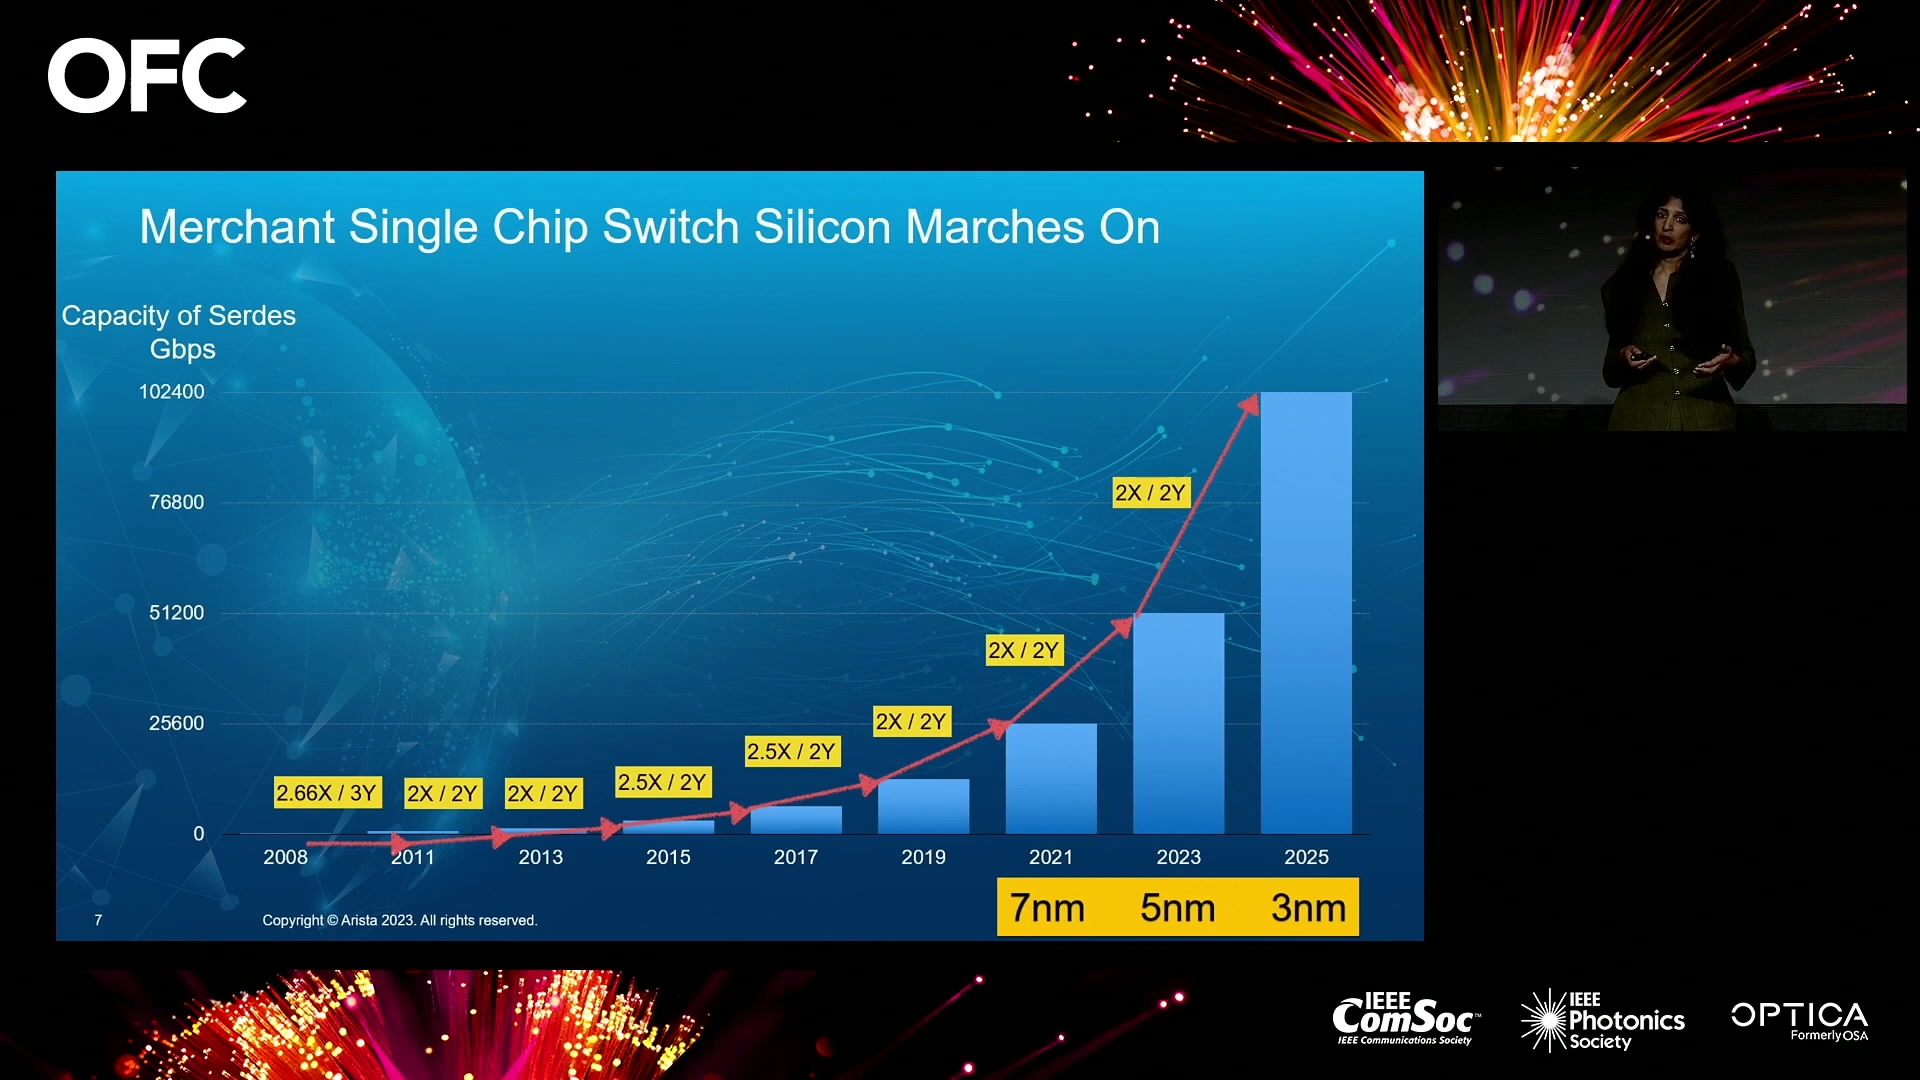 OFC
Merchant Single Chip Switch Silicon Marches On
Capacity of Serdes
Gbps
102400
76800
51200
25600
0
2.66X / 3Y
2X / 2Y
2X / 2Y
2.5X / 2Y
2.5X / 2Y
2X / 2Y
2X / 2Y
2X / 2Y
2008
2011
2013
2015
2017
2019
2021
2023
2025
7nm
5nm
3nm
7
Copyright © Arista 2023. All rights reserved.
IEEE
ComSoc™
IEEE Communications Society
IEEE
Photonics
Society
OPTICA
Formerly OSA